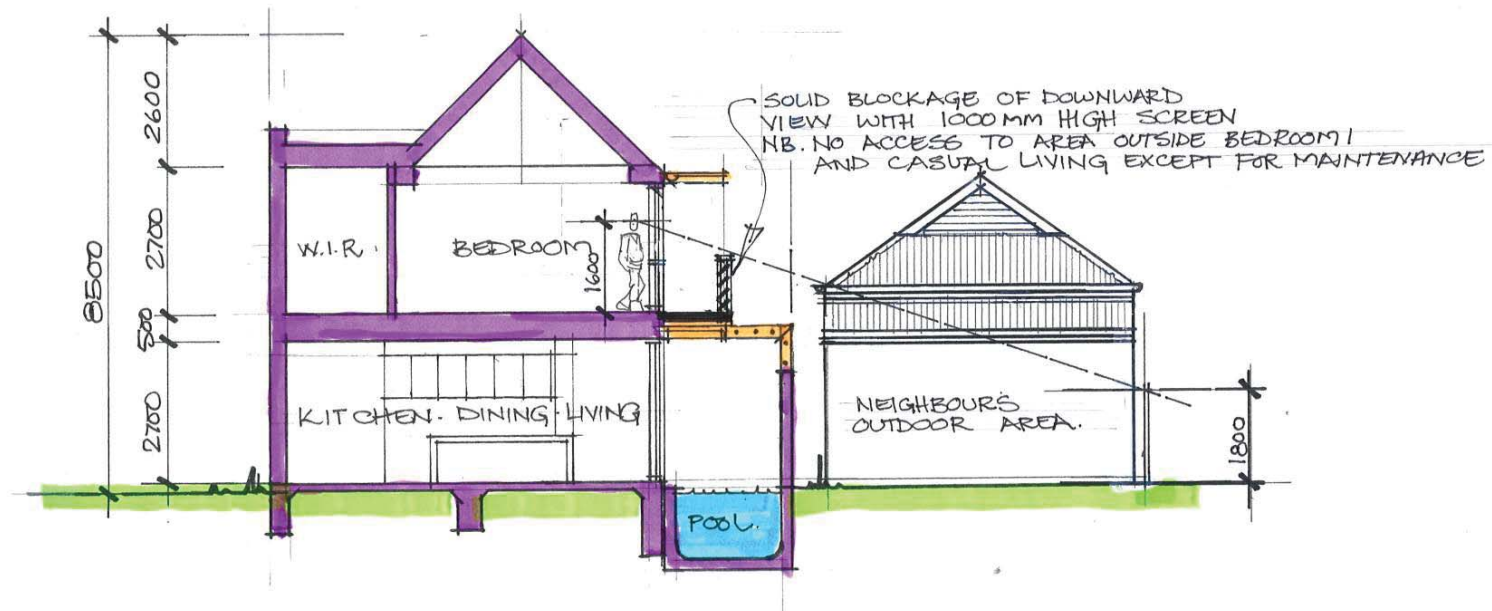 SOLID BLOCKAGE OF DOWNWARD
VIEW WITH 1000MM HIGH SCREEN
NB. NO ACCESS TO AREA OUTSIDE BEDROOM 1
AND CASUAL LIVING EXCEPT FOR MAINTENANCE
8500
2600
2700
500
2700
W.I.R.
BEDROOM
1600
KITCHEN. DINING. LIVING
POOL.
NEIGHBOUR'S
OUTDOOR AREA.
1800